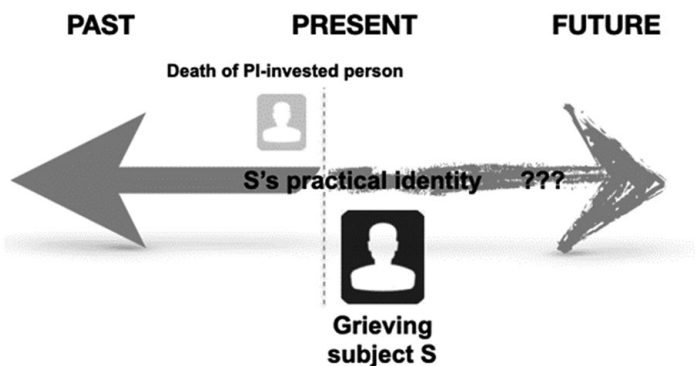 PAST PRESENT FUTURE
Death of PI-invested person
S's practical identity ???
Grieving
subject S